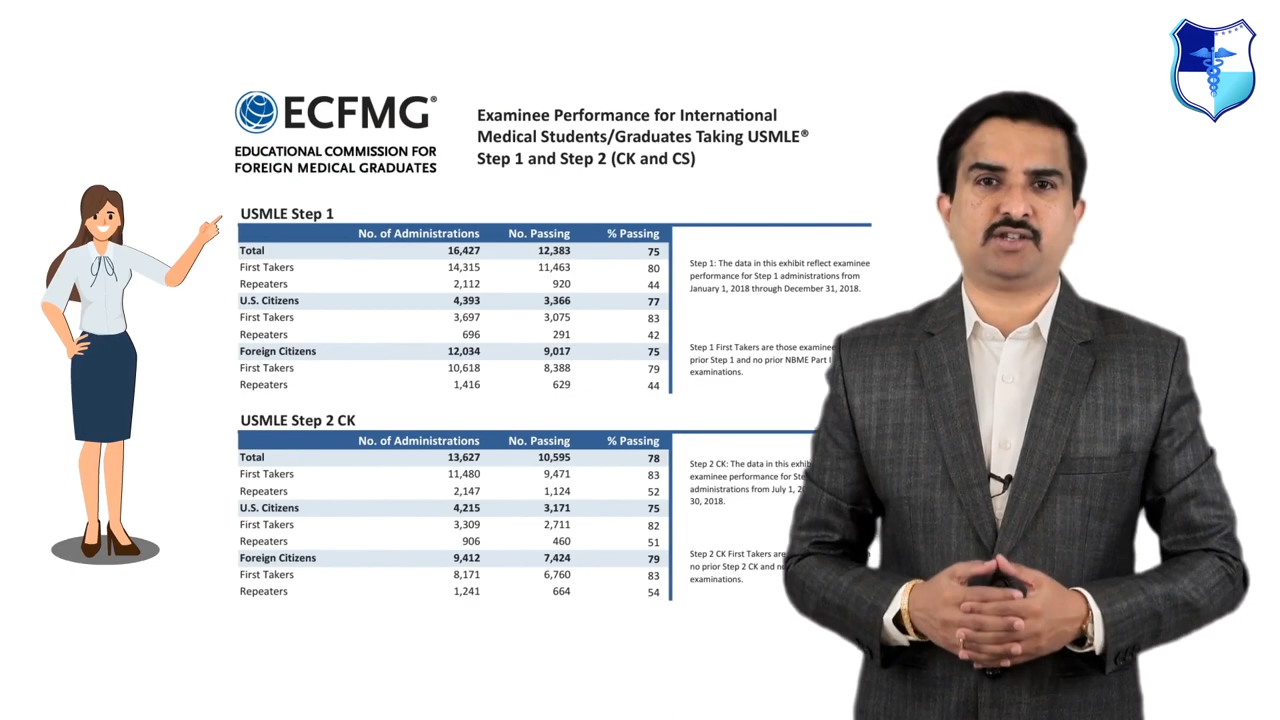 ECFMG®
EDUCATIONAL COMMISSION FOR
FOREIGN MEDICAL GRADUATES
Examinee Performance for International
Medical Students/Graduates Taking USMLE®
Step 1 and Step 2 (CK and CS)
USMLE Step 1
No. of Administrations No. Passing % Passing
Total 16,427 12,383 75
First Takers 14,315 11,463 80
Repeaters 2,112 920 44
U.S. Citizens 4,393 3,366 77
First Takers 3,697 3,075 83
Repeaters 696 291 42
Foreign Citizens 12,034 9,017 75
First Takers 10,618 8,388 79
Repeaters 1,416 629 44
Step 1: The data in this exhibit reflect examinee
performance for Step 1 administrations from
January 1, 2018 through December 31, 2018.
Step 1 First Takers are those examinee
prior Step 1 and no prior NBME Part I
examinations.
USMLE Step 2 CK
No. of Administrations No. Passing % Passing
Total 13,627 10,595 78
First Takers 11,480 9,471 83
Repeaters 2,147 1,124 52
U.S. Citizens 4,215 3,171 75
First Takers 3,309 2,711 82
Repeaters 906 460 51
Foreign Citizens 9,412 7,424 79
First Takers 8,171 6,760 83
Repeaters 1,241 664 54
Step 2 CK: The data in this exhib
examinee performance for Ste
administrations from July 1, 2
30, 2018.
Step 2 CK First Takers are
no prior Step 2 CK and no
examinations.